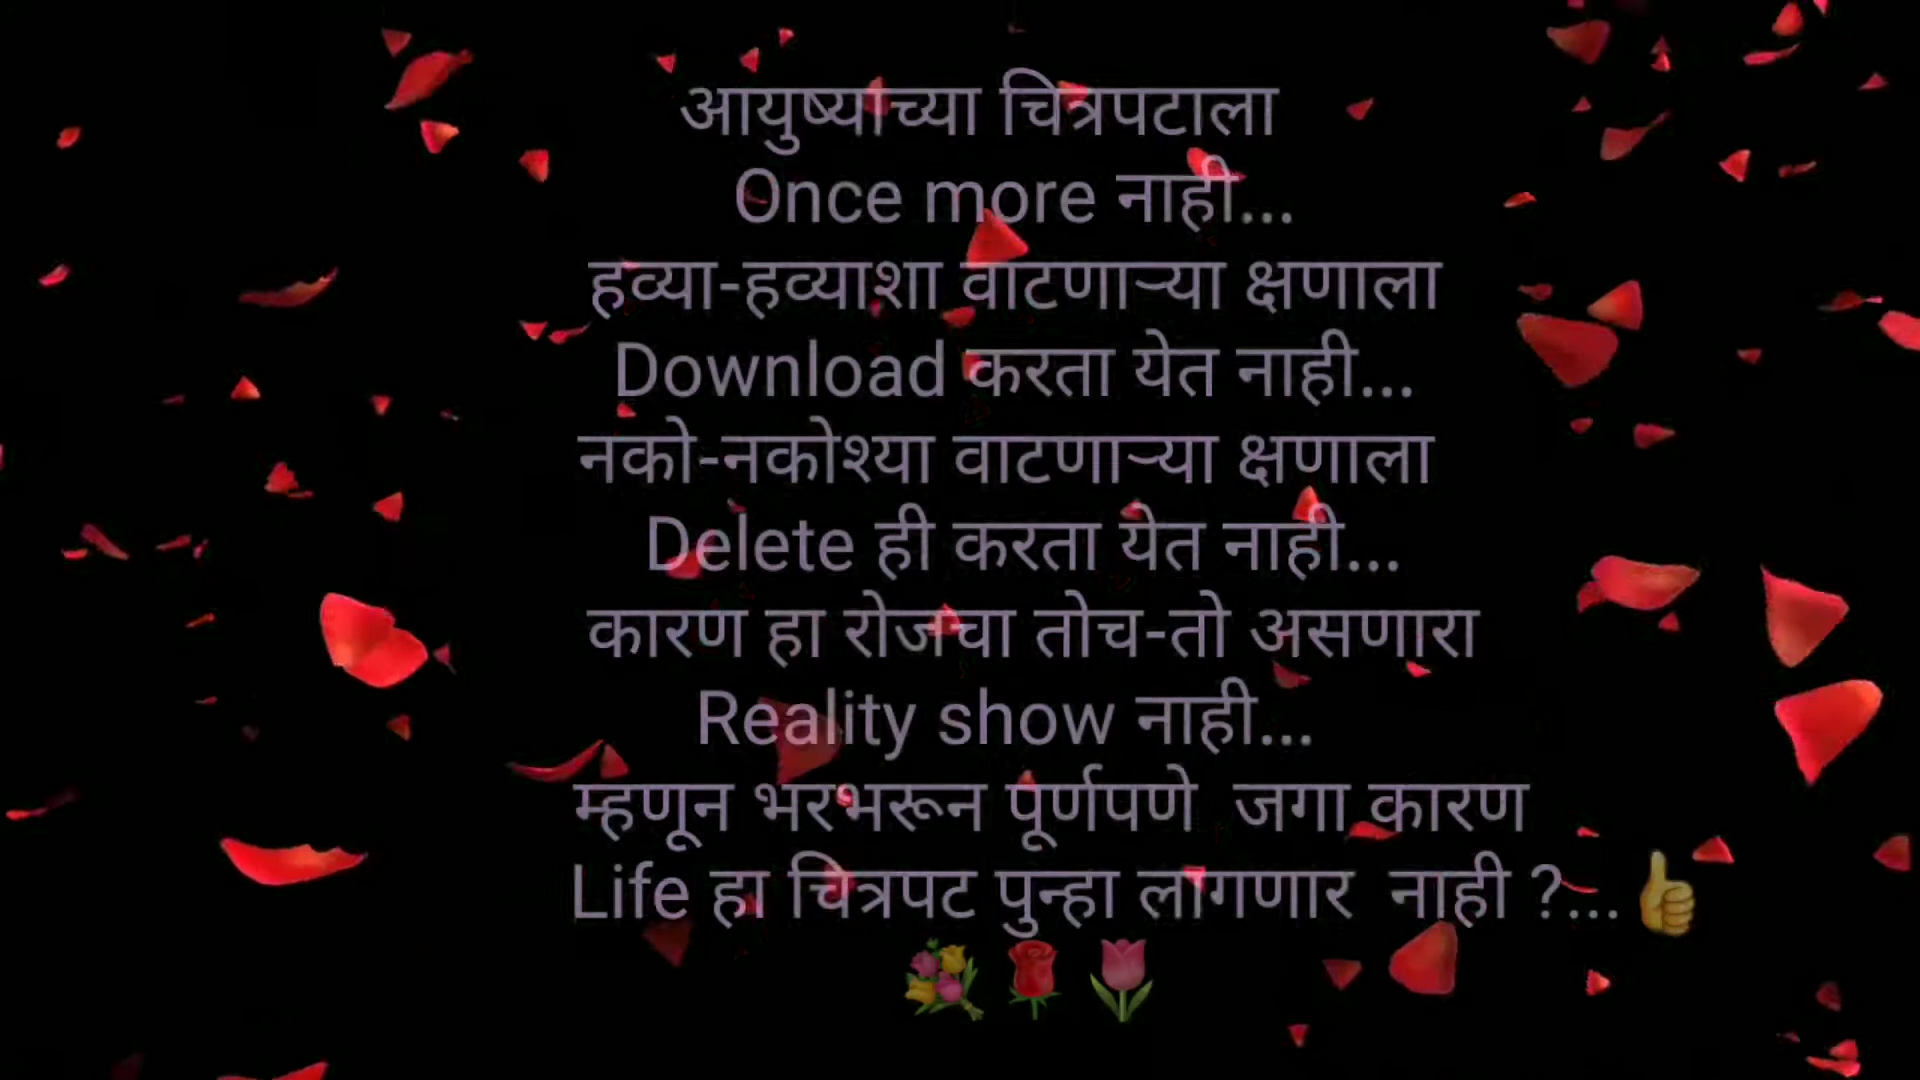 आयुष्याच्या चित्रपटाला
Once more नाही...
हव्या-हव्याशा वाटणाऱ्या क्षणाला
Download करता येत नाही...
नको-नकोश्या वाटणाऱ्या क्षणाला
Delete ही करता येत नाही...
कारण हा रोजचा तोच-तो असणारा
Reality show नाही...
म्हणून भरभरून पूर्णपणे  जगा कारण
Life हा चित्रपट पुन्हा लागणार  नाही ?... 👍
💐 🌹 🌷